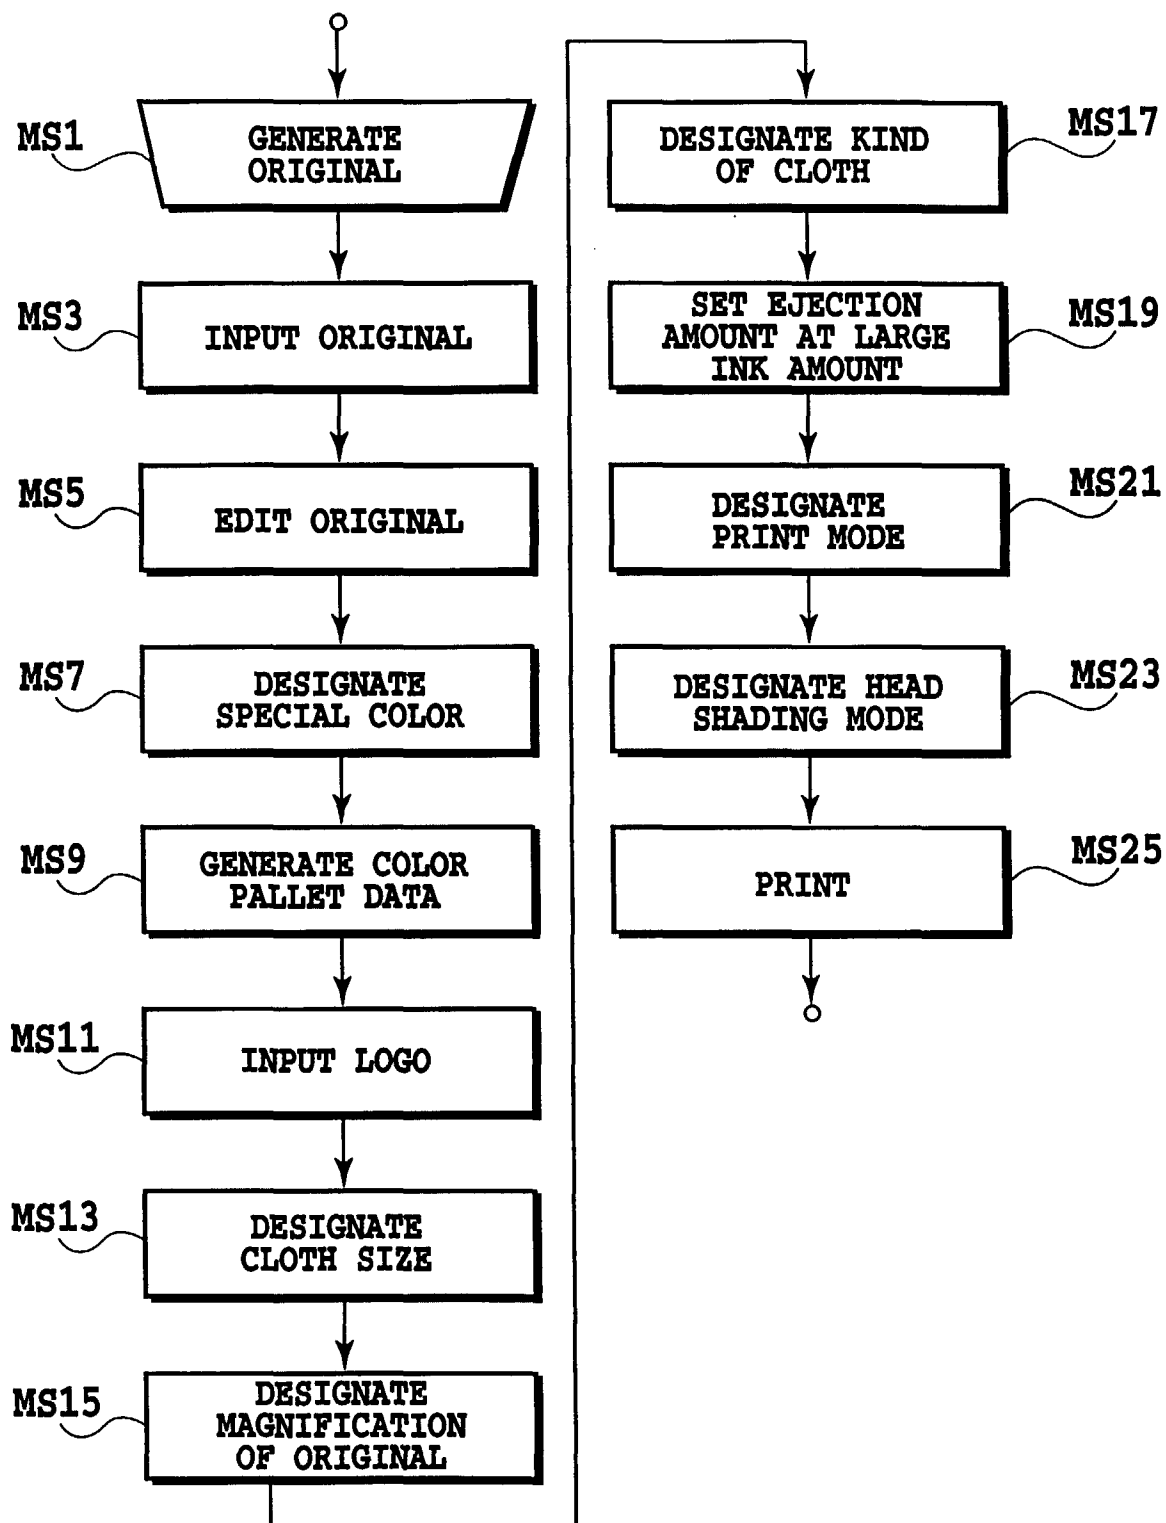 MS1
GENERATE
ORIGINAL
MS3
INPUT ORIGINAL
MS5
EDIT ORIGINAL
MS7
DESIGNATE
SPECIAL COLOR
MS9
GENERATE COLOR
PALLET DATA
MS11
INPUT LOGO
MS13
DESIGNATE
CLOTH SIZE
MS15
DESIGNATE
MAGNIFICATION
OF ORIGINAL
DESIGNATE KIND
OF CLOTH
MS17
SET EJECTION
AMOUNT AT LARGE
INK AMOUNT
MS19
DESIGNATE
PRINT MODE
MS21
DESIGNATE HEAD
SHADING MODE
MS23
PRINT
MS25